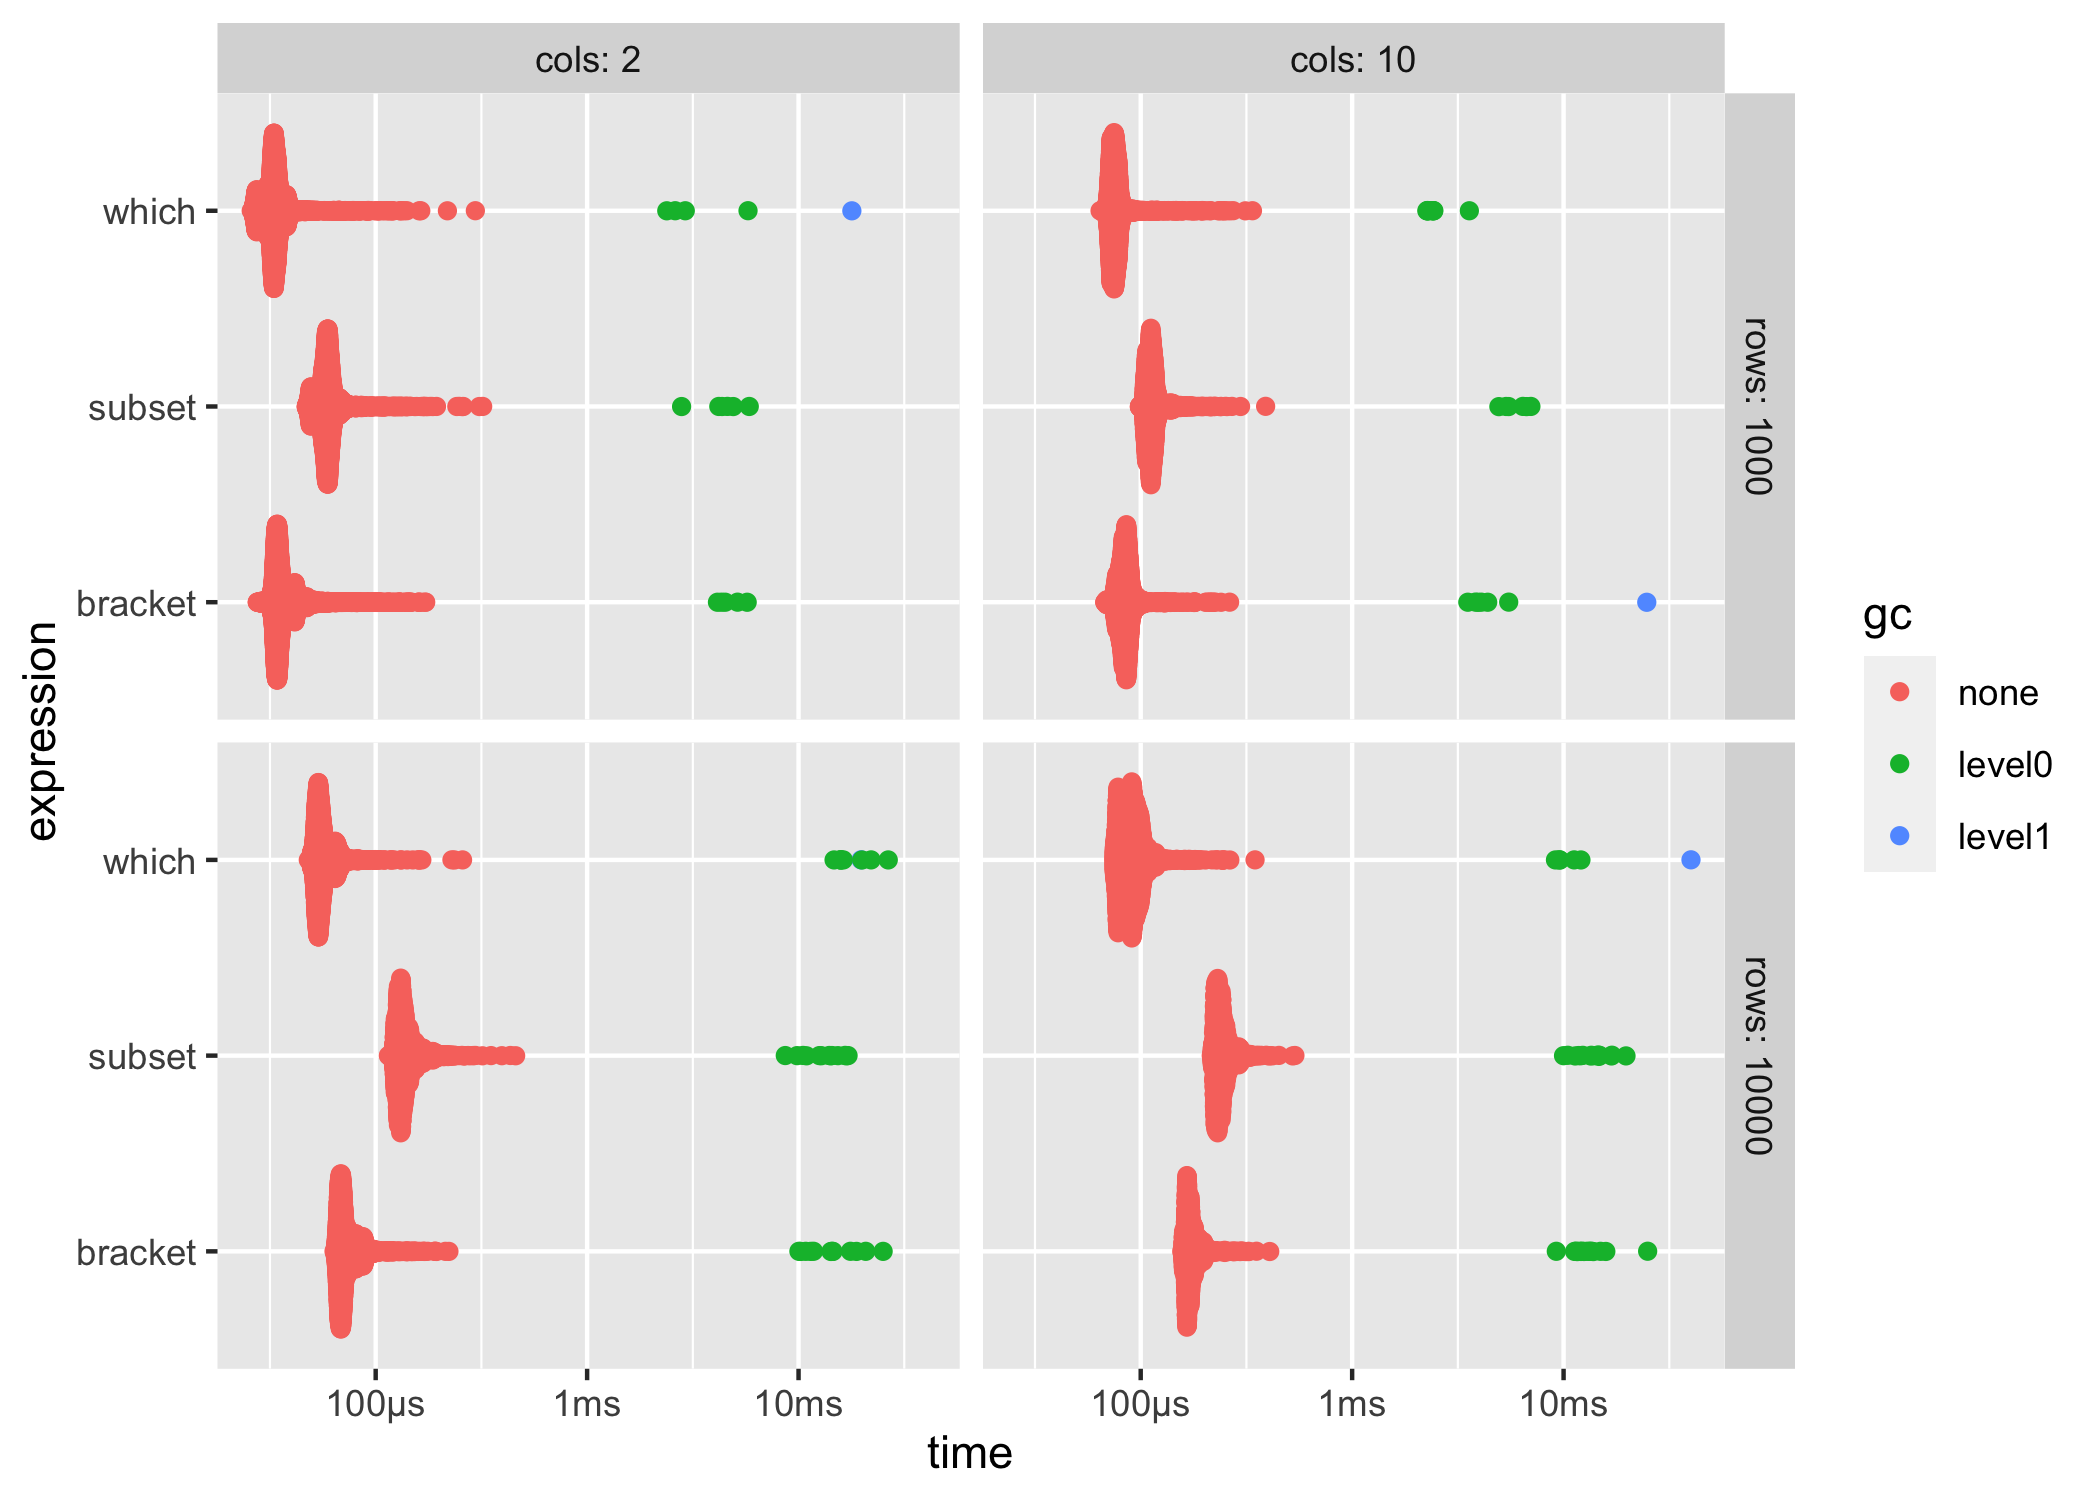 cols: 2
cols: 10
which
subset
bracket
rows: 1000
which
subset
bracket
rows: 10000
100µs
1ms
10ms
100µs
1ms
10ms
time
expression
gc
none
level0
level1